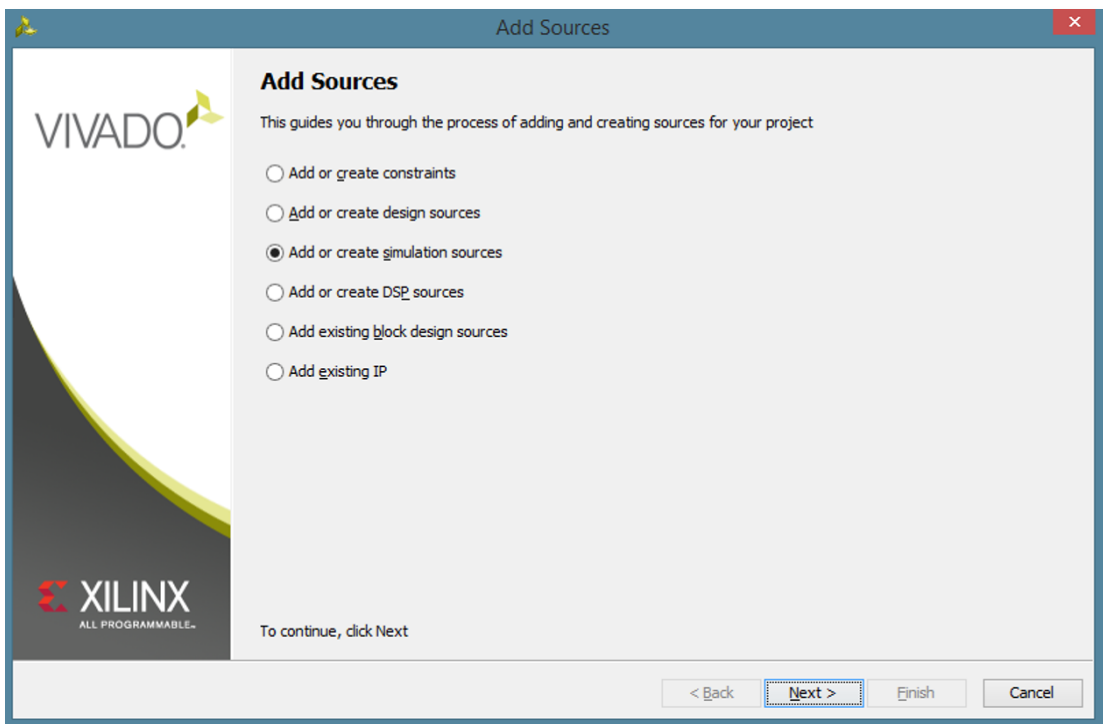 Add Sources
VIVADO.
Add Sources
This guides you through the process of adding and creating sources for your project
Add or create constraints
Add or create design sources
Add or create simulation sources
Add or create DSP sources
Add existing block design sources
Add existing IP
XILINX
ALL PROGRAMMABLE™
To continue, click Next
< Back Next > Finish Cancel